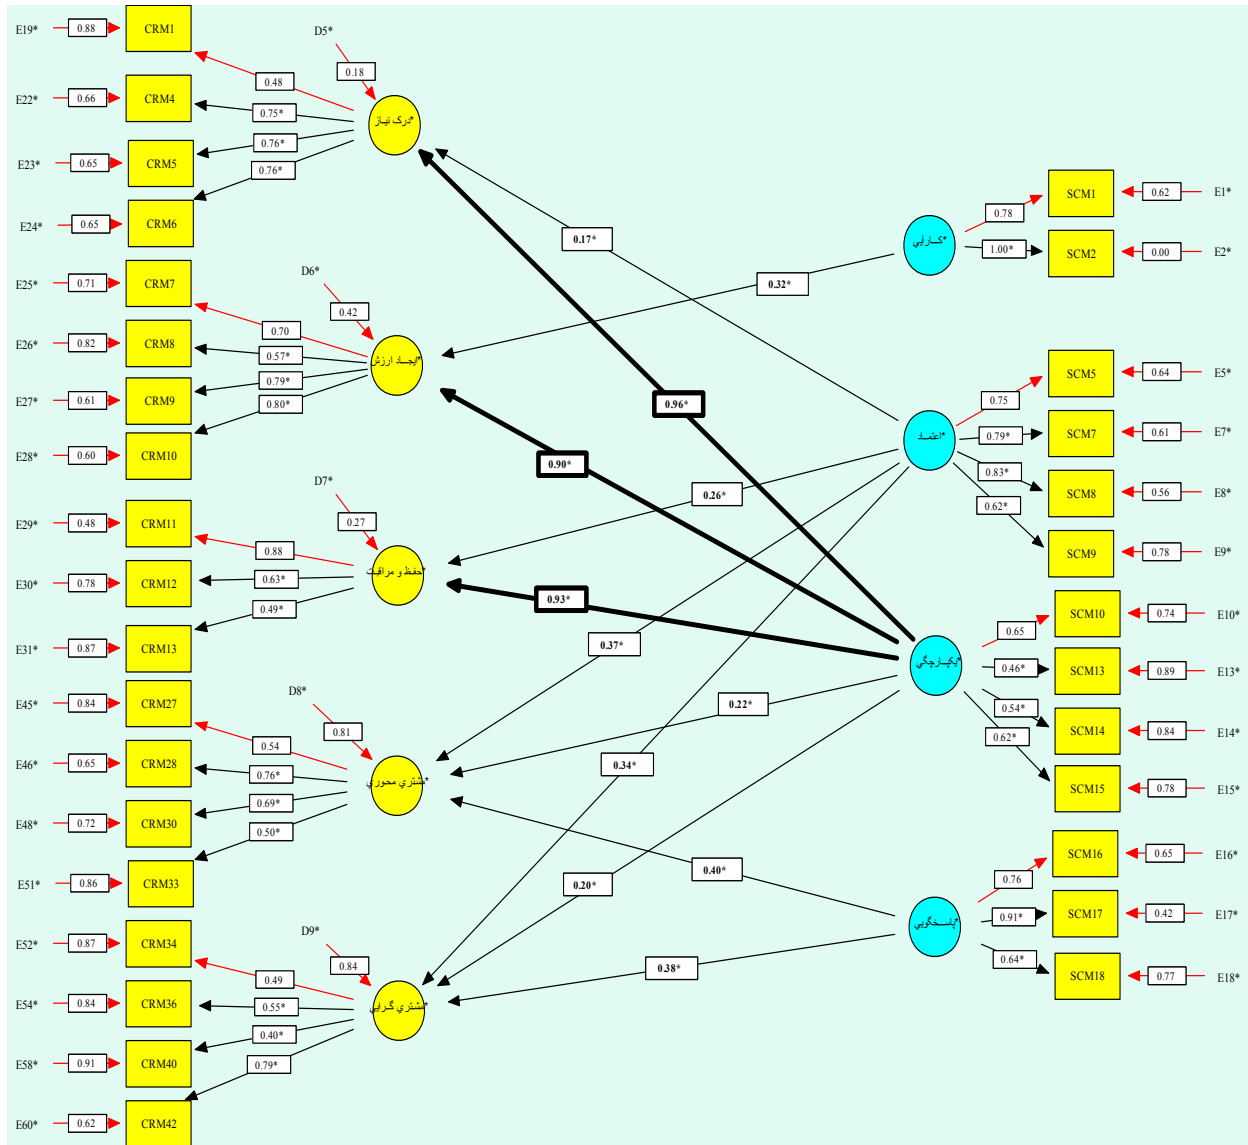 E19* 0.88 CRM1
D5*
0.18
0.48
E22* 0.66 CRM4
0.75*
*درک نیاز
E23* 0.65 CRM5
0.76*
0.76*
E24* 0.65 CRM6
E25* 0.71 CRM7
D6*
0.42
0.70
E26* 0.82 CRM8
0.57*
*ایجاد ارزش
E27* 0.61 CRM9
0.79*
0.80*
E28* 0.60 CRM10
D7*
0.27
E29* 0.48 CRM11
0.88
E30* 0.78 CRM12
0.63*
*حفظ و مراقبت
0.49*
E31* 0.87 CRM13
E45* 0.84 CRM27
D8*
0.81
0.54
E46* 0.65 CRM28
0.76*
*مشتري محوري
E48* 0.72 CRM30
0.69*
0.50*
E51* 0.86 CRM33
D9*
0.84
E52* 0.87 CRM34
0.49
E54* 0.84 CRM36
0.55*
*مشتري گرايي
E58* 0.91 CRM40
0.40*
0.79*
E60* 0.62 CRM42
0.17*
0.32*
0.96*
0.90*
0.26*
0.93*
0.37*
0.22*
0.34*
0.40*
0.20*
0.38*
*کارآيي
0.78
SCM1 0.62 E1*
1.00*
SCM2 0.00 E2*
*اعتماد
0.75
SCM5 0.64 E5*
0.79*
SCM7 0.61 E7*
0.83*
SCM8 0.56 E8*
0.62*
SCM9 0.78 E9*
*يکپارچگي
0.65
SCM10 0.74 E10*
0.46*
SCM13 0.89 E13*
0.54*
SCM14 0.84 E14*
0.62*
SCM15 0.78 E15*
*پاسخگويي
0.76
SCM16 0.65 E16*
0.91*
SCM17 0.42 E17*
0.64*
SCM18 0.77 E18*